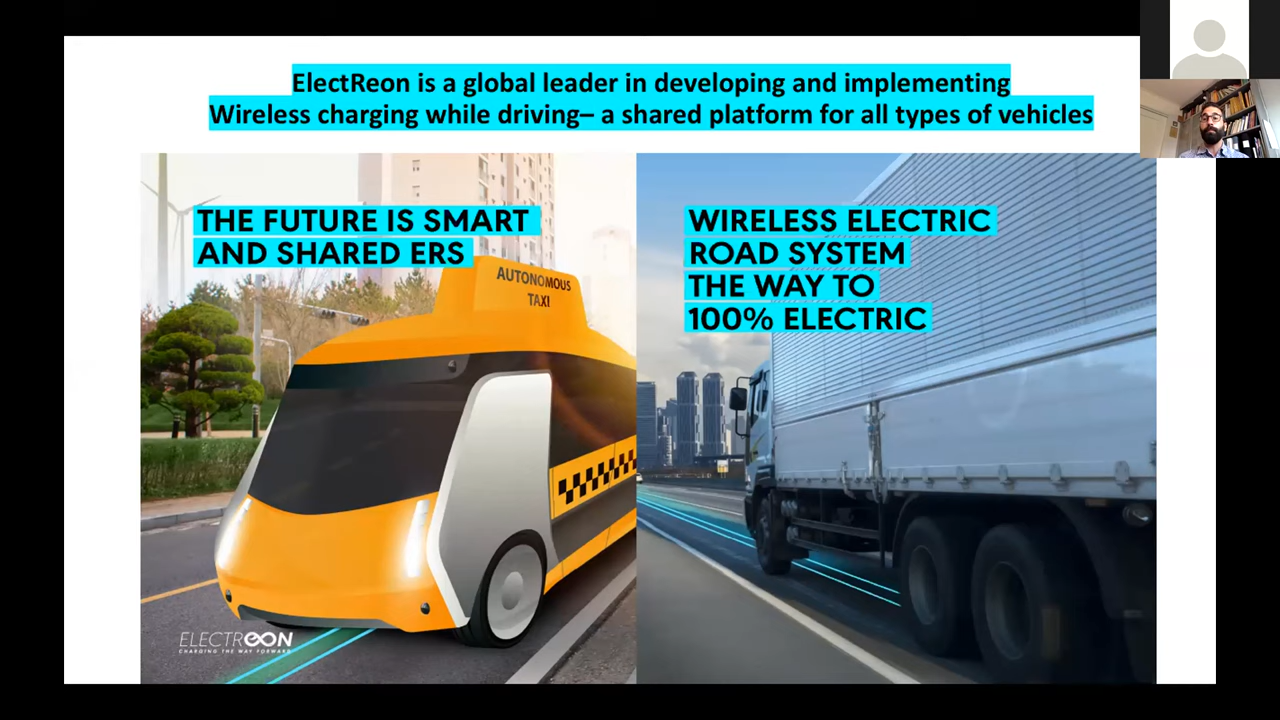 ElectReon is a global leader in developing and implementing
Wireless charging while driving– a shared platform for all types of vehicles
THE FUTURE IS SMART
AND SHARED ERS
AUTONOMOUS
TAXI
ELECTREON
CHARGING THE WAY FORWARD
WIRELESS ELECTRIC
ROAD SYSTEM
THE WAY TO
100% ELECTRIC